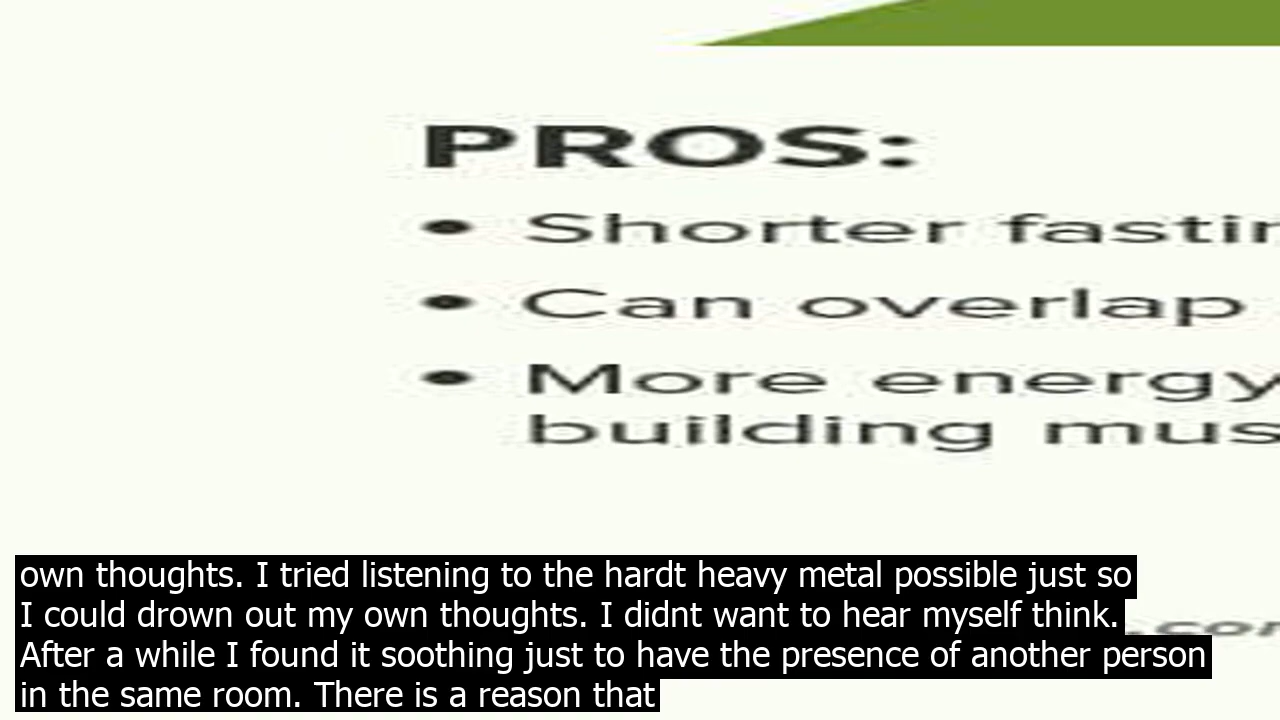 PROS:
• Shorter
• Can overlap
• More energy
building
own thoughts. I tried listening to the hardt heavy metal possible just so
I could drown out my own thoughts. I didnt want to hear myself think.
After a while I found it soothing just to have the presence of another person
in the same room. There is a reason that